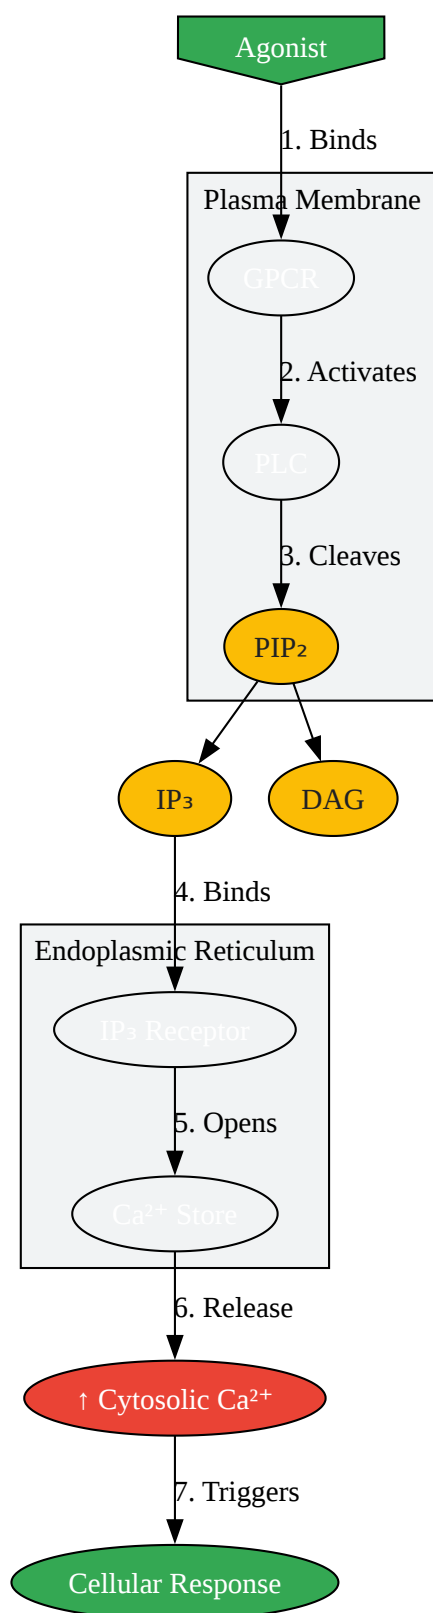 Agonist
1. Binds
Plasma Membrane
GPCR
2. Activates
PLC
3. Cleaves
PIP₂
IP₃
DAG
4. Binds
Endoplasmic Reticulum
IP₃ Receptor
5. Opens
Ca²⁺ Store
6. Release
↑ Cytosolic Ca²⁺
7. Triggers
Cellular Response